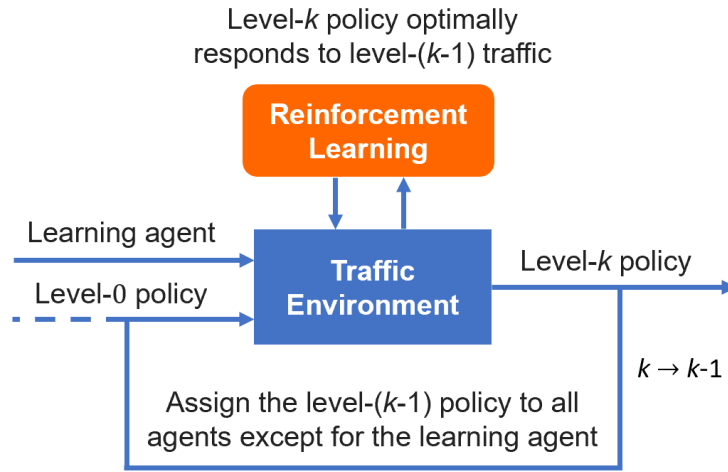 Level-k policy optimally
responds to level-(k-1) traffic
Reinforcement
Learning
Learning agent
Level-0 policy
Traffic
Environment
Level-k policy
k → k-1
Assign the level-(k-1) policy to all
agents except for the learning agent